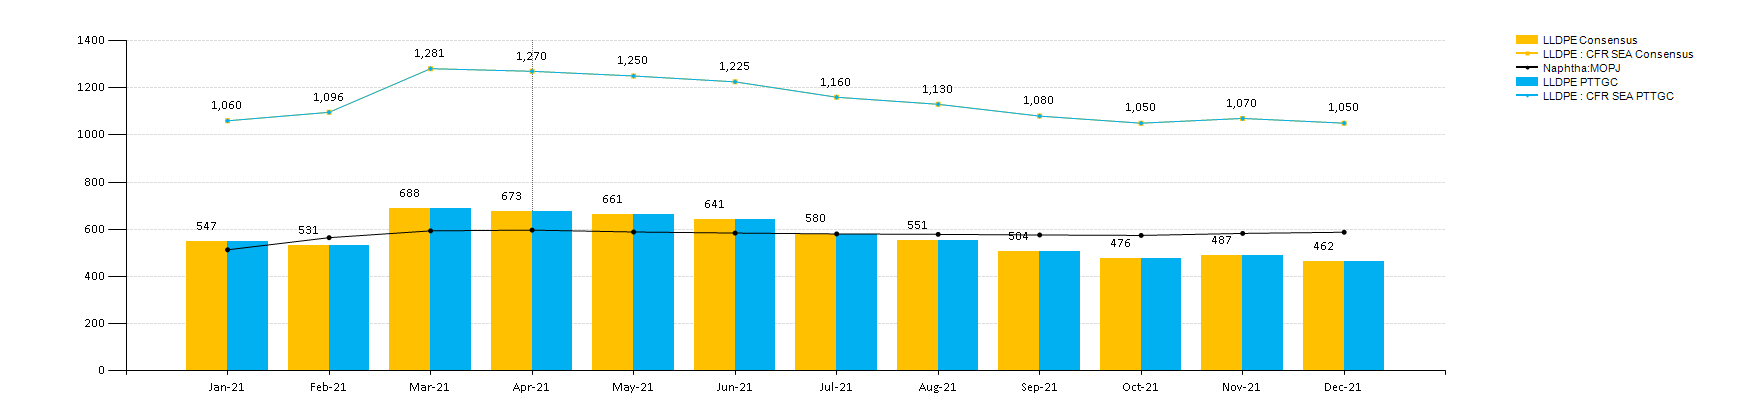 1400
1200
1000
800
600
400
200
0
1,060
1,096
1,281
1,270
1,250
1,225
1,160
1,130
1,080
1,050
1,070
1,050
547
531
688
673
661
641
580
551
504
476
487
462
Jan-21
Feb-21
Mar-21
Apr-21
May-21
Jun-21
Jul-21
Aug-21
Sep-21
Oct-21
Nov-21
Dec-21
LLDPE Consensus
LLDPE : CFR SEA Consensus
Naphtha:MOPJ
LLDPE PTTGC
LLDPE : CFR SEA PTTGC